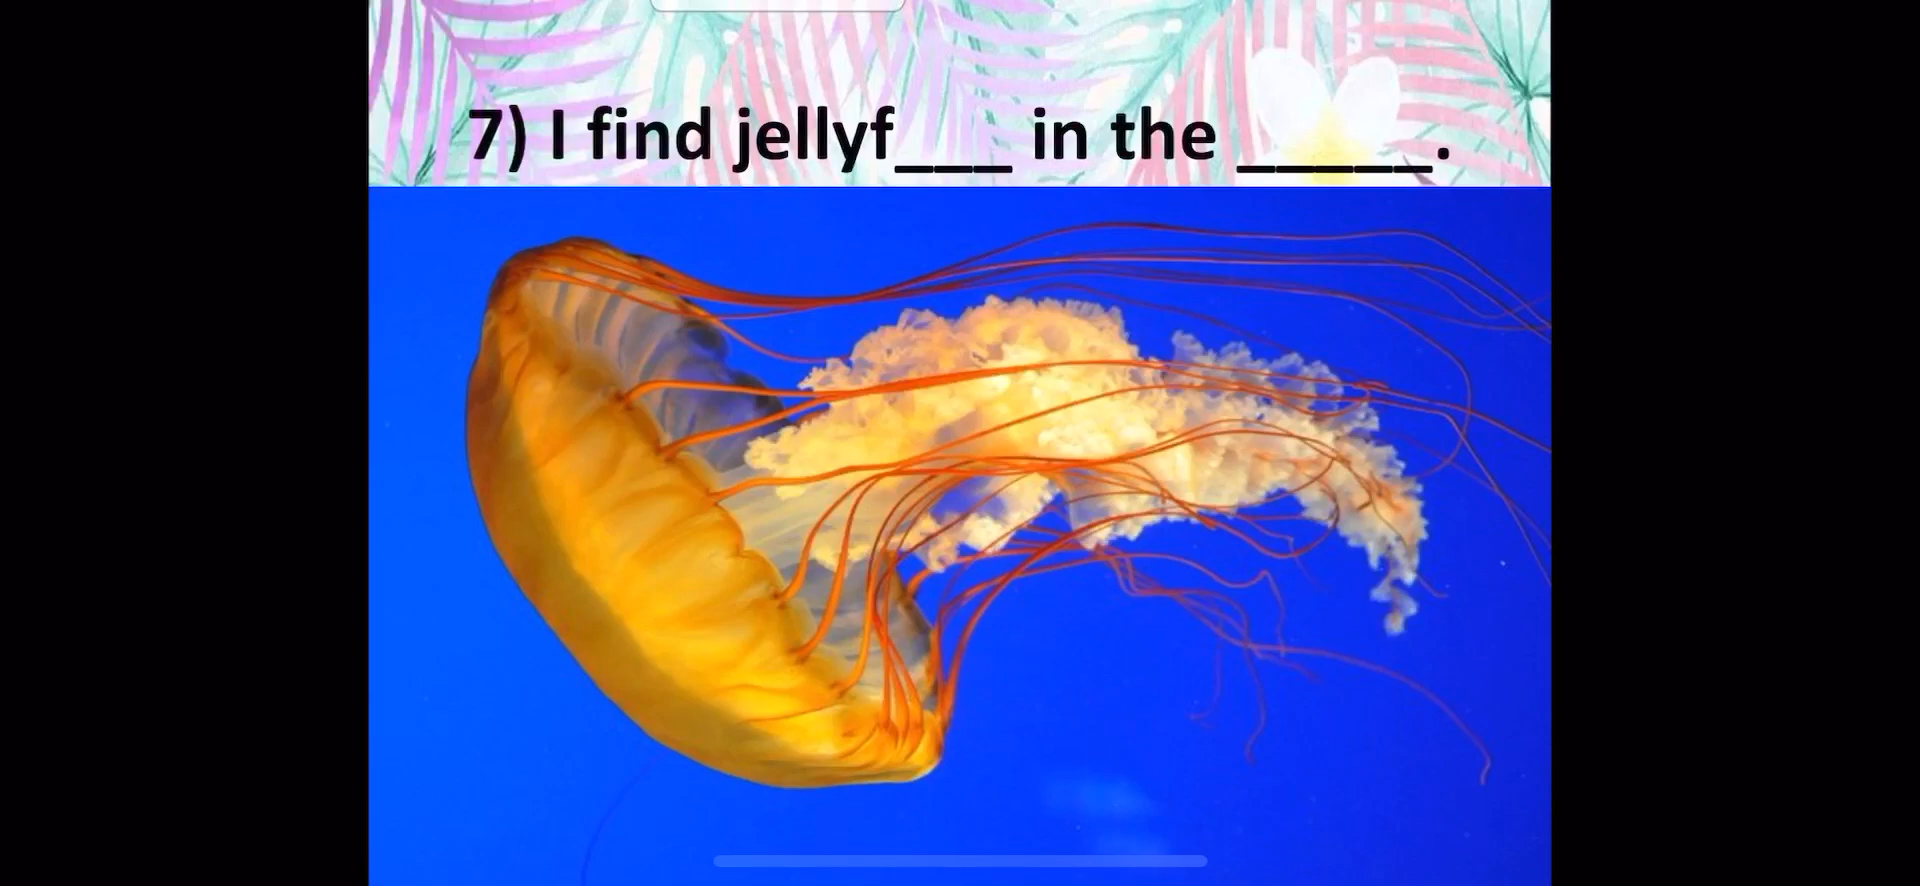 7) I find jellyf___ in the _____.